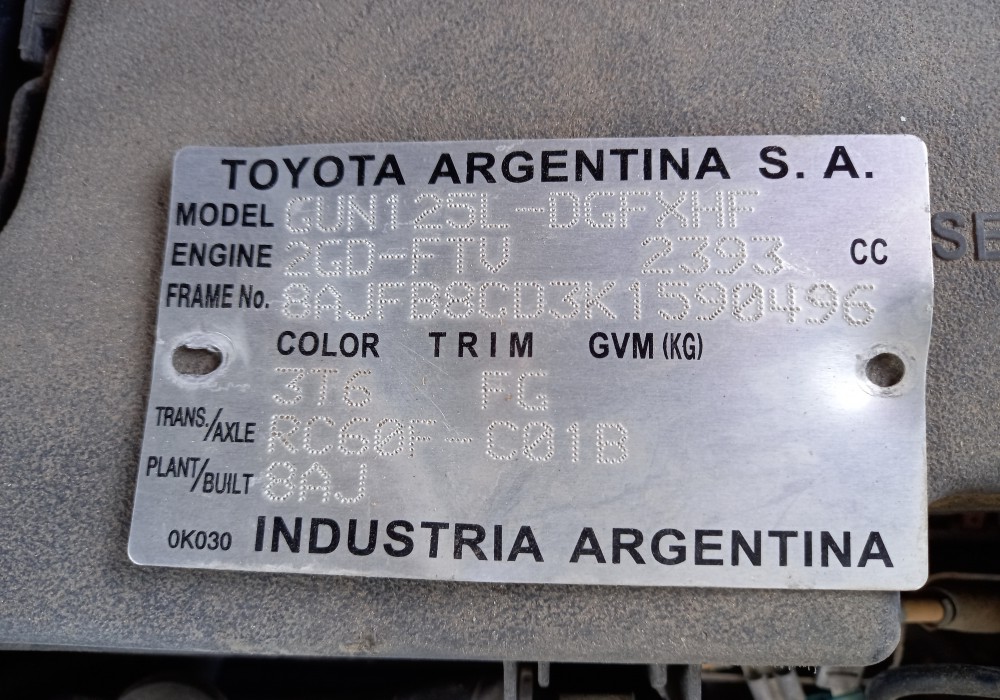 TOYOTA ARGENTINA S. A.
MODEL GUN125L-DGFXHF
ENGINE 2GD-FTV 2393 CC
FRAME No. 8AJFB8CD3K1590496
COLOR TRIM GVM (KG)
3T6 FG
TRANS./AXLE RC60F-C01B
PLANT/BUILT 8AJ
0K030 INDUSTRIA ARGENTINA
SE